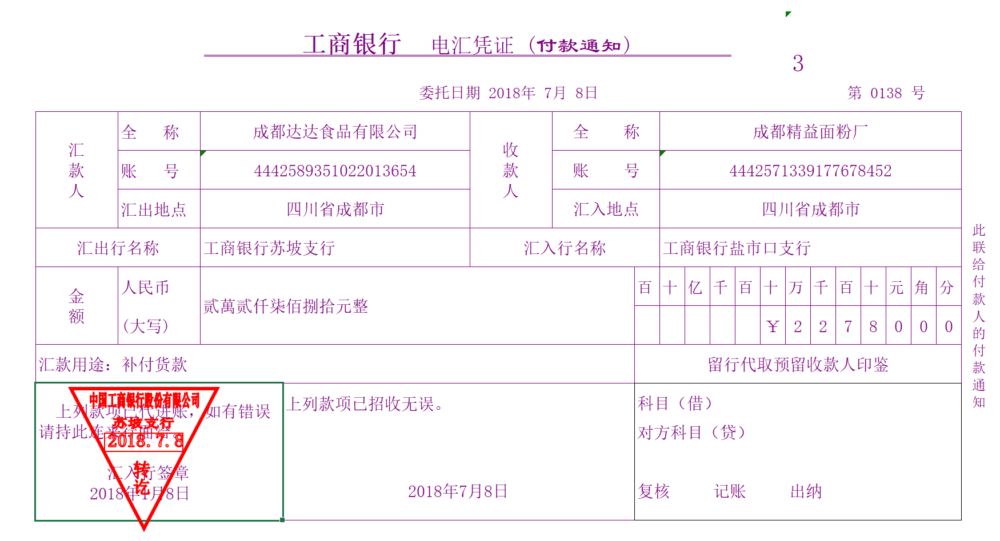 工商银行 电汇凭证 (付款通知)
3
委托日期 2018年 7月 8日 第 0138 号
汇款人 全 称 成都达达食品有限公司 收款人 全 称 成都精益面粉厂
账 号 4442589351022013654 账 号 4442571339177678452
汇出地点 四川省成都市 汇入地点 四川省成都市
汇出行名称 工商银行苏坡支行 汇入行名称 工商银行盐市口支行
金额 人民币 (大写) 贰萬贰仟柒佰捌拾元整 百 十 亿 千 百 十 万 千 百 十 元 角 分
¥ 2 2 7 8 0 0 0
汇款用途：补付货款 留行代取预留收款人印鉴
上列款项已代进账，如有错误
请持此连来行面洽。
汇入行签章
2018年 月8日
中国工商银行股份有限公司
苏坡支行
2018.7.8
转讫
上列款项已招收无误。
2018年7月8日
科目（借）
对方科目（贷）
复核 记账 出纳
此联给付款人的付款通知